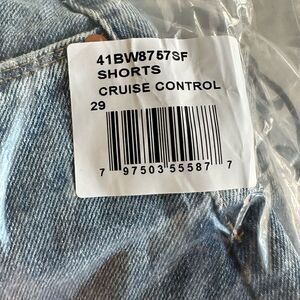 41BW8757SF
SHORTS
CRUISE CONTROL
29
7 97503 55587 7